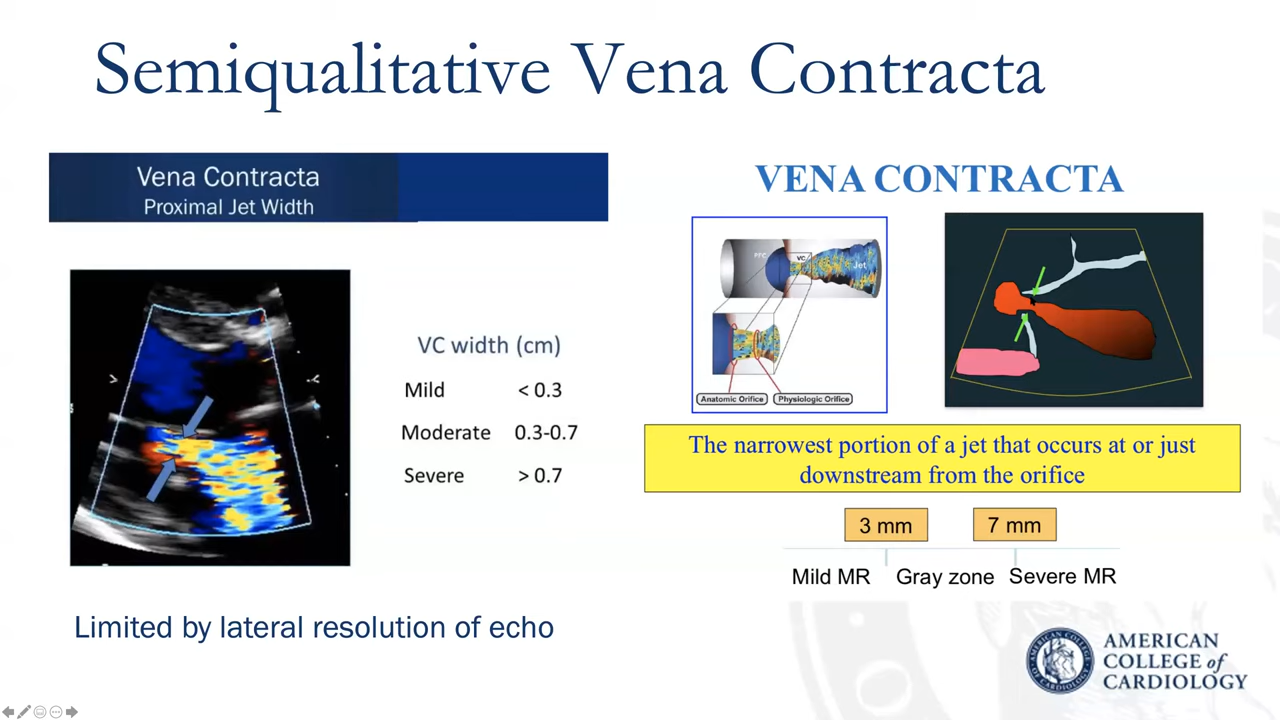 Semiqualitative Vena Contracta
Vena Contracta
Proximal Jet Width
VC width (cm)
Mild < 0.3
Moderate 0.3-0.7
Severe > 0.7
Limited by lateral resolution of echo
VENA CONTRACTA
PFC
VC
Jet
Anatomic Orifice
Physiologic Orifice
The narrowest portion of a jet that occurs at or just
downstream from the orifice
3 mm
7 mm
Mild MR
Gray zone
Severe MR
AMERICAN
COLLEGE of
CARDIOLOGY